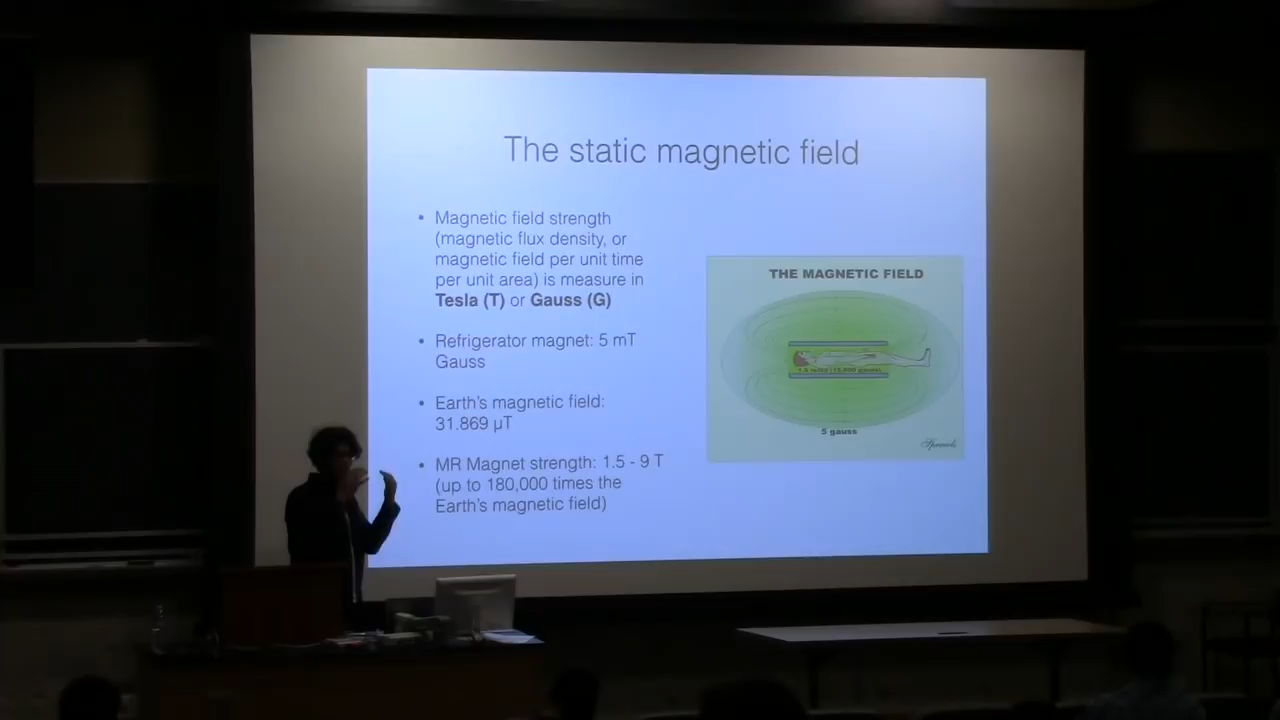 The static magnetic field
• Magnetic field strength
(magnetic flux density, or
magnetic field per unit time
per unit area) is measure in
Tesla (T) or Gauss (G)
• Refrigerator magnet: 5 mT
Gauss
• Earth's magnetic field:
31.869 µT
• MR Magnet strength: 1.5 - 9 T
(up to 180,000 times the
Earth's magnetic field)
THE MAGNETIC FIELD
5 gauss